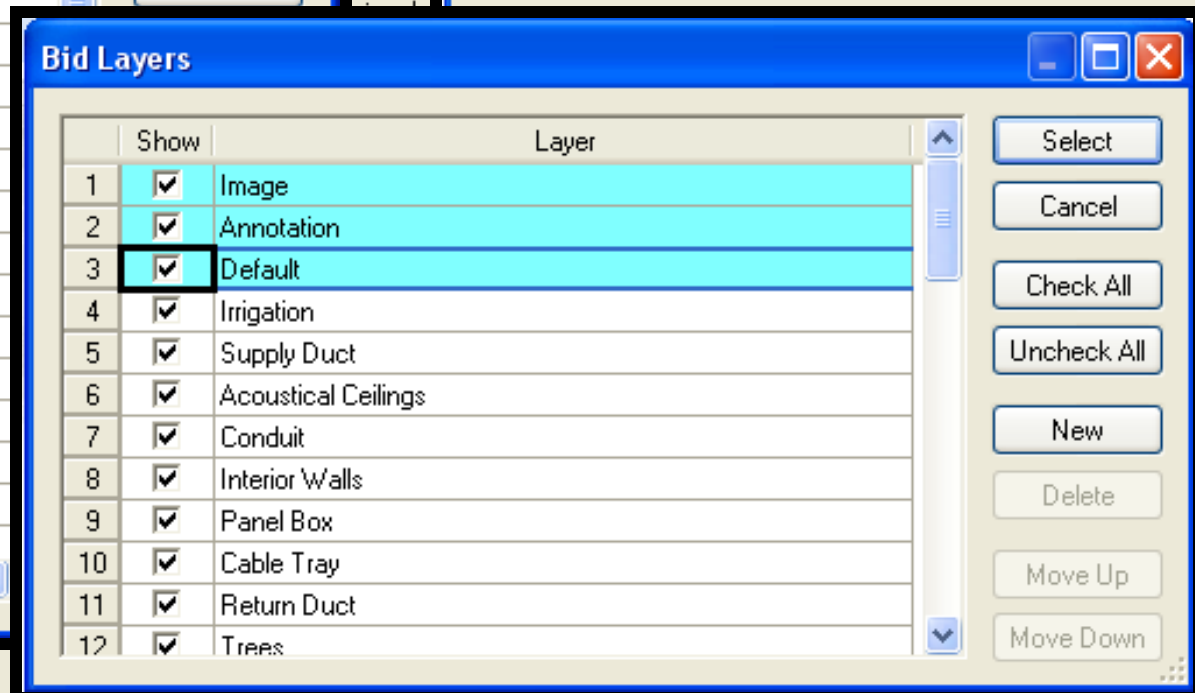 Bid Layers
Show Layer
1 Image
2 Annotation
3 Default
4 Irrigation
5 Supply Duct
6 Acoustical Ceilings
7 Conduit
8 Interior Walls
9 Panel Box
10 Cable Tray
11 Return Duct
12 Trees
Select
Cancel
Check All
Uncheck All
New
Delete
Move Up
Move Down